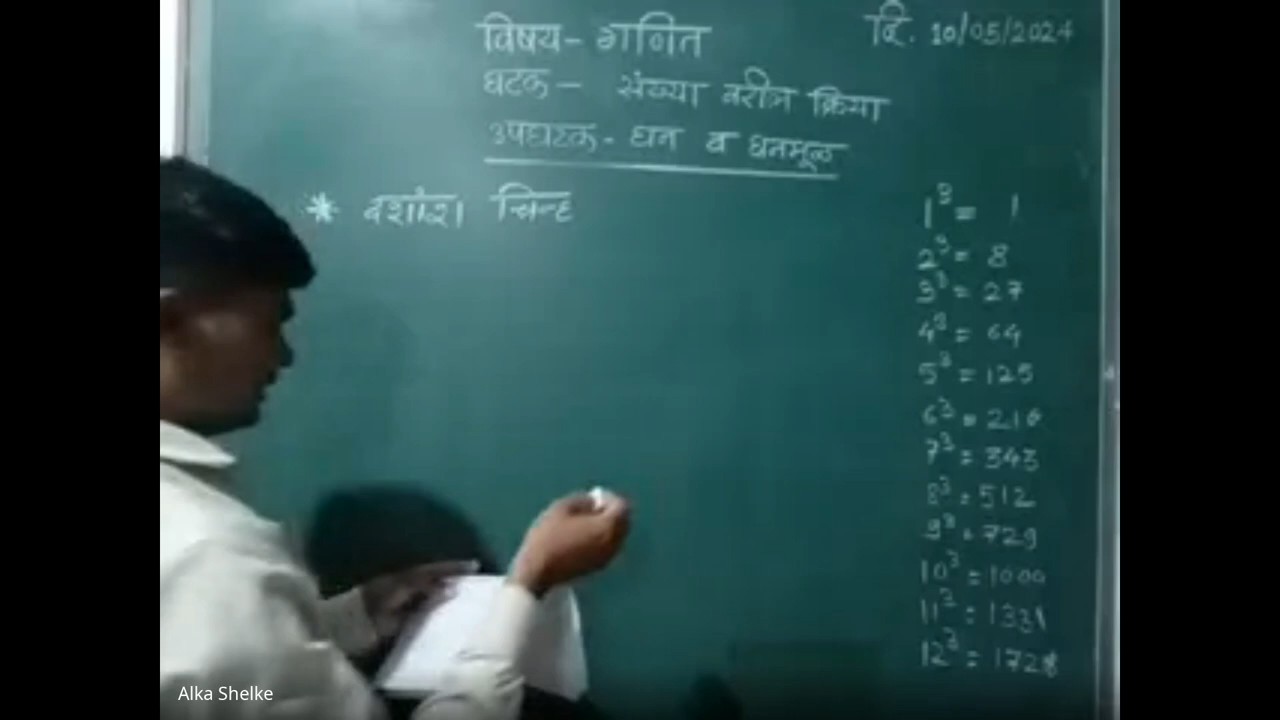 विषय - गणित
दि. 10/05/2024
घटक - संख्या वरील क्रिया
उपघटक - घन व घनमूळ
* दशांश चिन्ह
1³ = 1
2³ = 8
3³ = 27
4³ = 64
5³ = 125
6³ = 216
7³ = 343
8³ = 512
9³ = 729
10³ = 1000
11³ = 1331
12³ = 1728
Alka Shelke